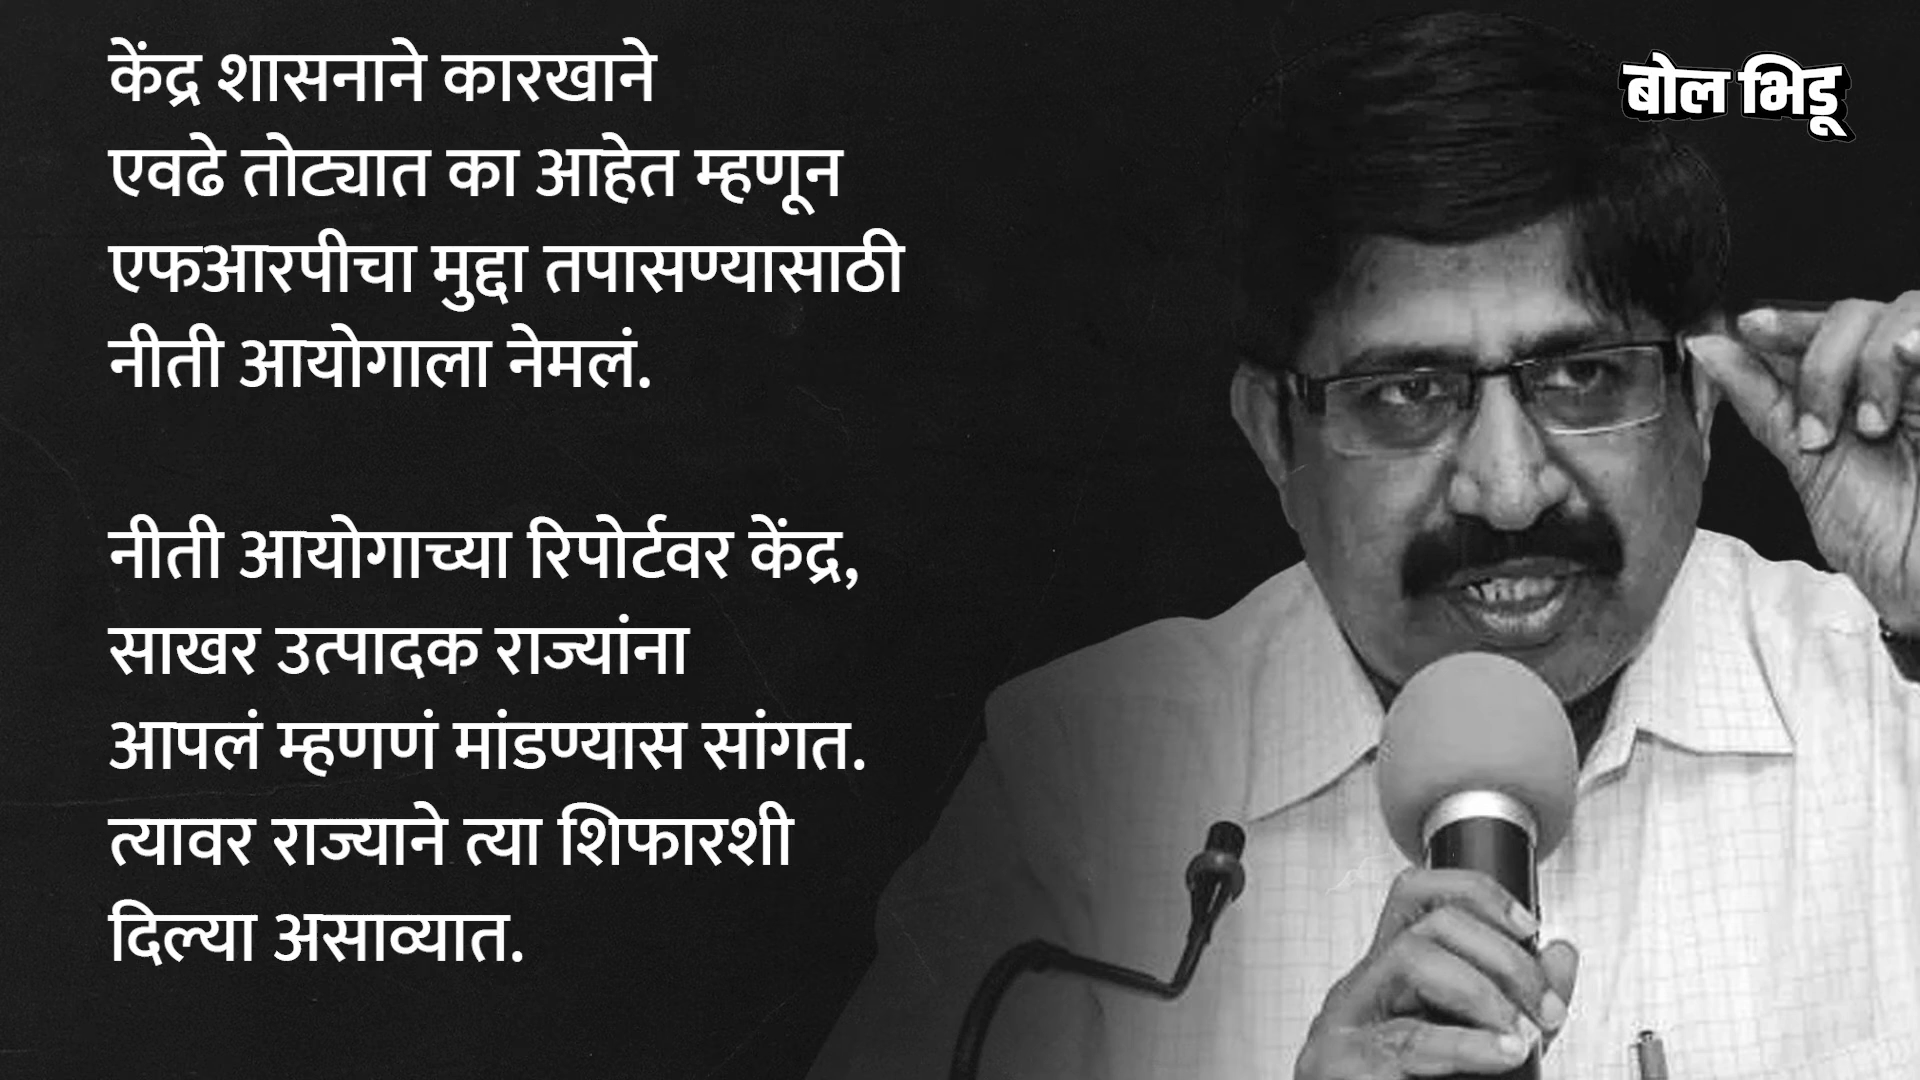 केंद्र शासनाने कारखाने
एवढे तोट्यात का आहेत म्हणून
एफआरपीचा मुद्दा तपासण्यासाठी
नीती आयोगाला नेमलं.
नीती आयोगाच्या रिपोर्टवर केंद्र,
साखर उत्पादक राज्यांना
आपलं म्हणणं मांडण्यास सांगत.
त्यावर राज्याने त्या शिफारशी
दिल्या असाव्यात.
बोल भिडू